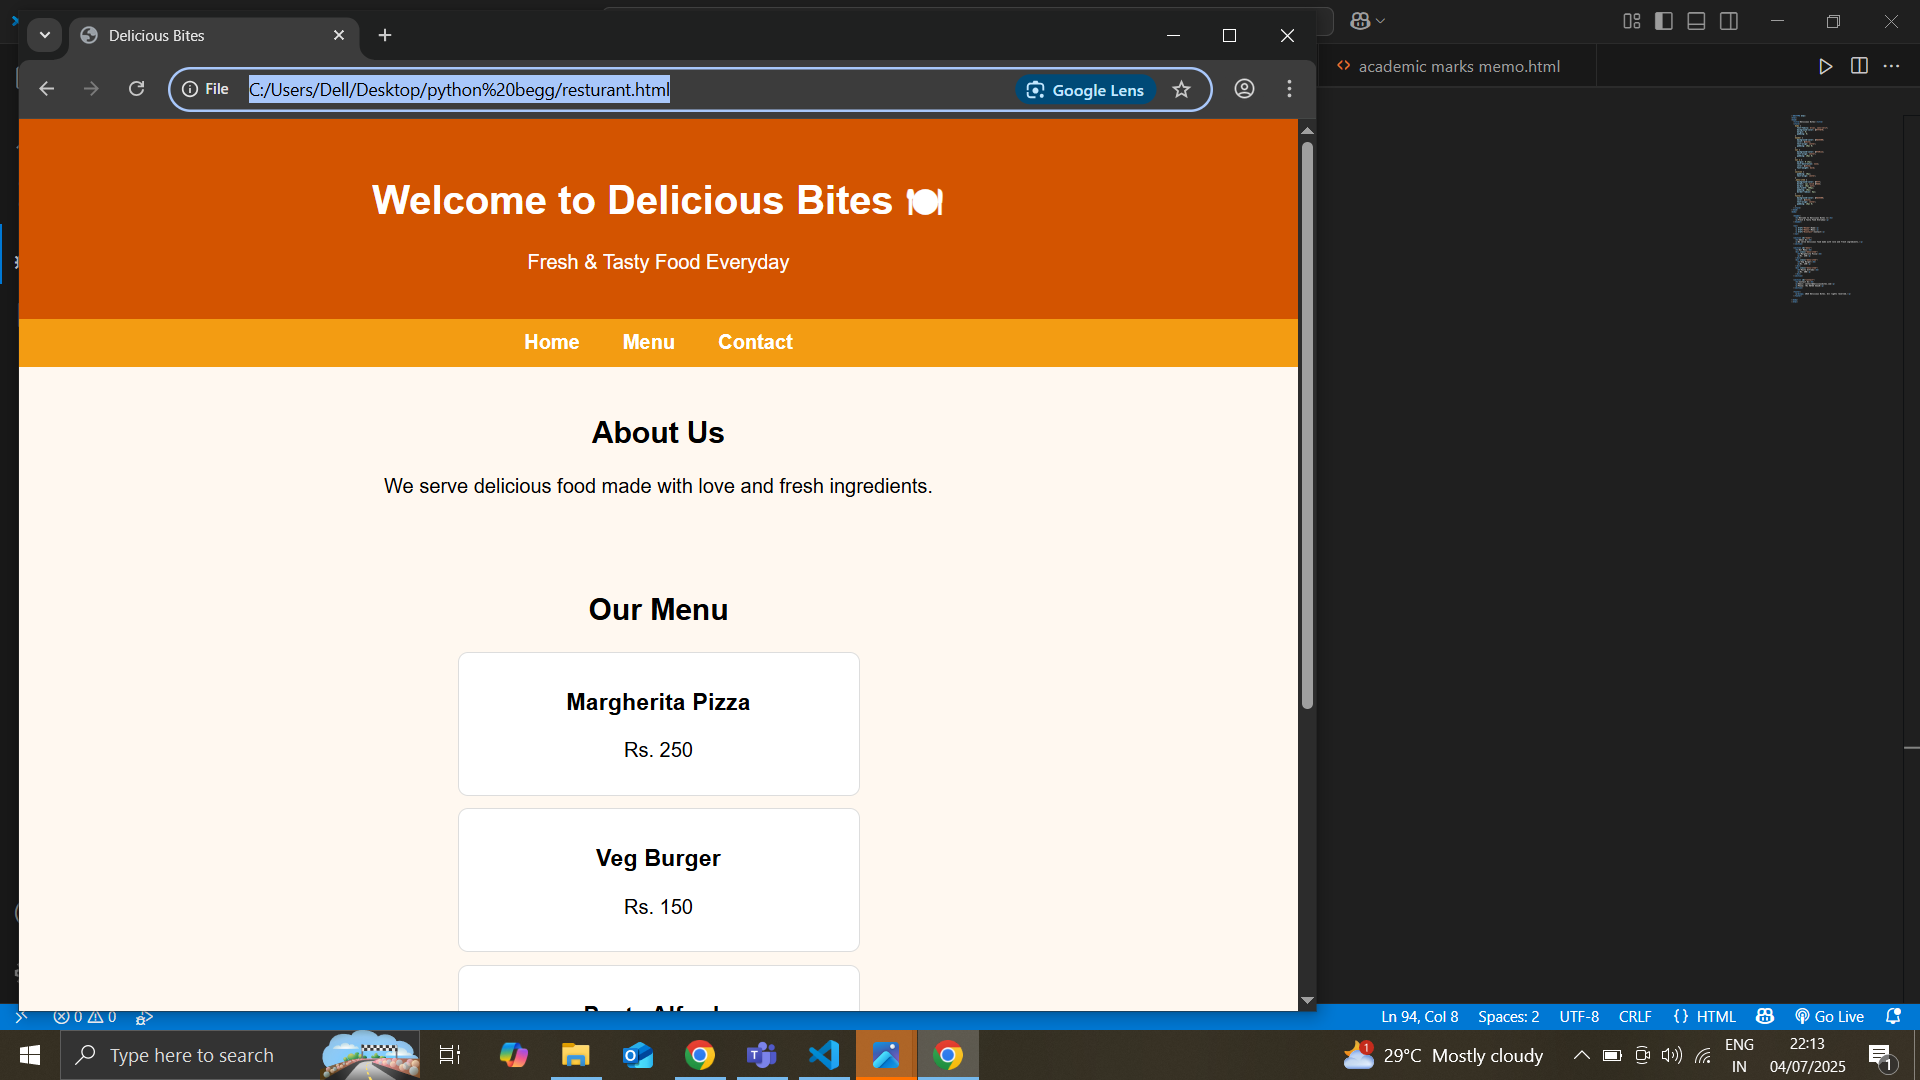 Delicious Bites
academic marks memo.html
File C:/Users/Dell/Desktop/python%20begg/resturant.html Google Lens
Welcome to Delicious Bites 🍽
Fresh & Tasty Food Everyday
Home Menu Contact
About Us
We serve delicious food made with love and fresh ingredients.
Our Menu
Margherita Pizza
Rs. 250
Veg Burger
Rs. 150
0 0 Ln 94, Col 8 Spaces: 2 UTF-8 CRLF {} HTML Go Live
Type here to search 1 29°C Mostly cloudy ENG IN 22:13 04/07/2025 1